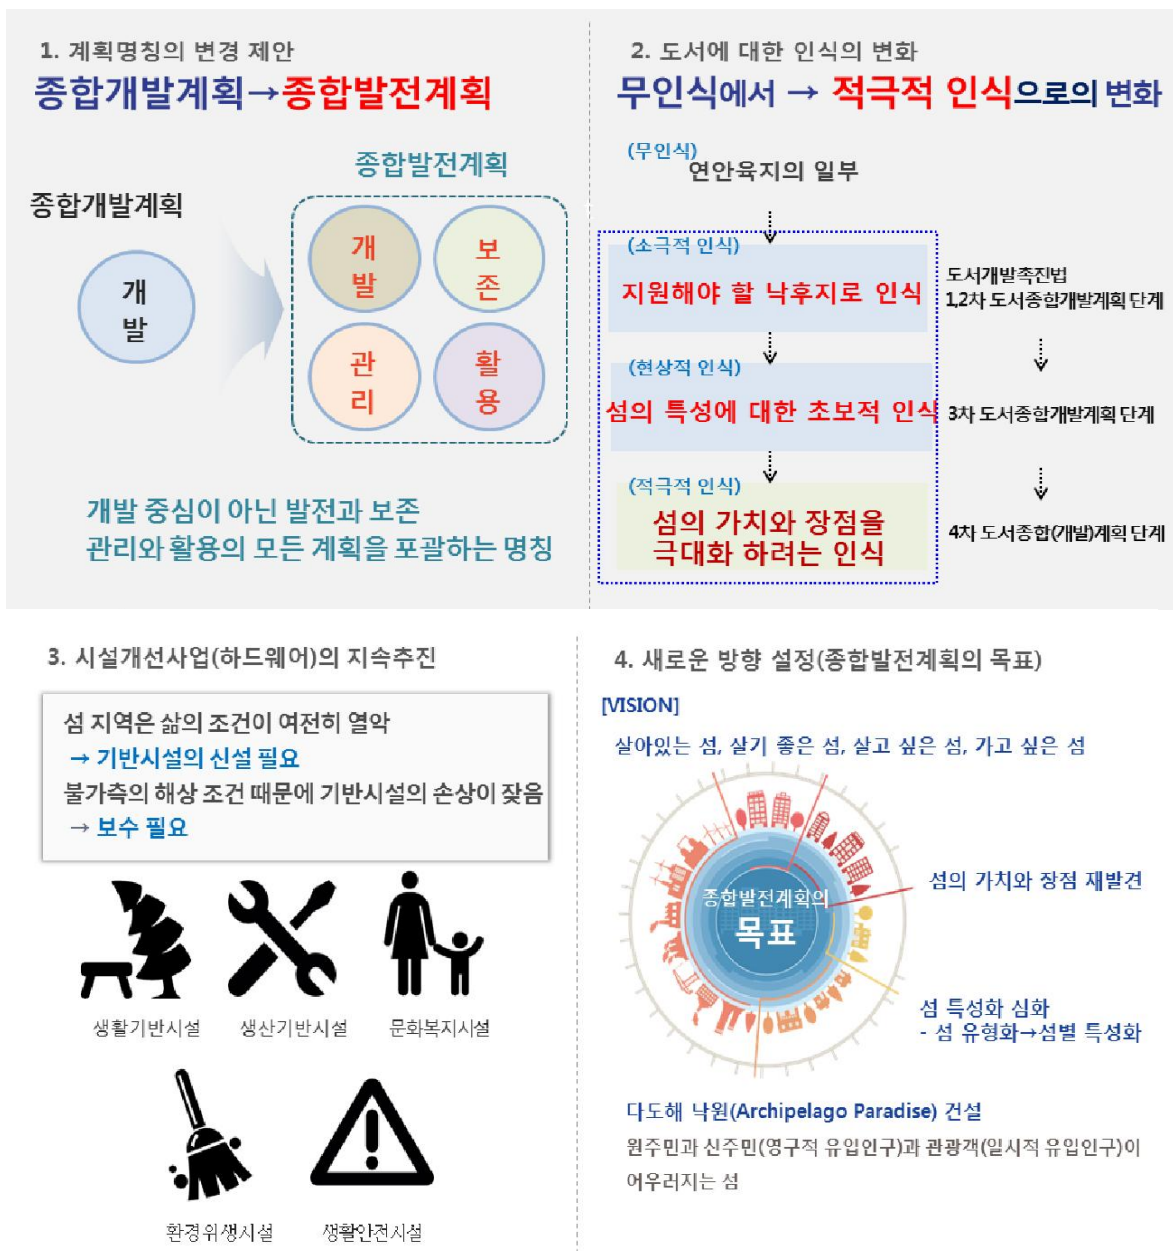 1. 계획명칭의 변경 제안
종합개발계획→종합발전계획
종합발전계획
종합개발계획
개발
개발
보존
관리
활용
개발 중심이 아닌 발전과 보존
관리와 활용의 모든 계획을 포괄하는 명칭
2. 도서에 대한 인식의 변화
무인식에서 → 적극적 인식으로의 변화
(무인식)
연안육지의 일부
(소극적 인식)
지원해야 할 낙후지로 인식
도서개발촉진법
1,2차 도서종합개발계획 단계
(현상적 인식)
섬의 특성에 대한 초보적 인식
3차 도서종합개발계획 단계
(적극적 인식)
섬의 가치와 장점을
극대화 하려는 인식
4차 도서종합(개발)계획 단계
3. 시설개선사업(하드웨어)의 지속추진
섬 지역은 삶의 조건이 여전히 열악
→ 기반시설의 신설 필요
불가측의 해상 조건 때문에 기반시설의 손상이 잦음
→ 보수 필요
생활기반시설
생산기반시설
문화복지시설
환경위생시설
생활안전시설
4. 새로운 방향 설정(종합발전계획의 목표)
[VISION]
살아있는 섬, 살기 좋은 섬, 살고 싶은 섬, 가고 싶은 섬
종합발전계획의
목표
섬의 가치와 장점 재발견
섬 특성화 심화
- 섬 유형화→섬별 특성화
다도해 낙원(Archipelago Paradise) 건설
원주민과 신주민(영구적 유입인구)과 관광객(일시적 유입인구)이
어우러지는 섬